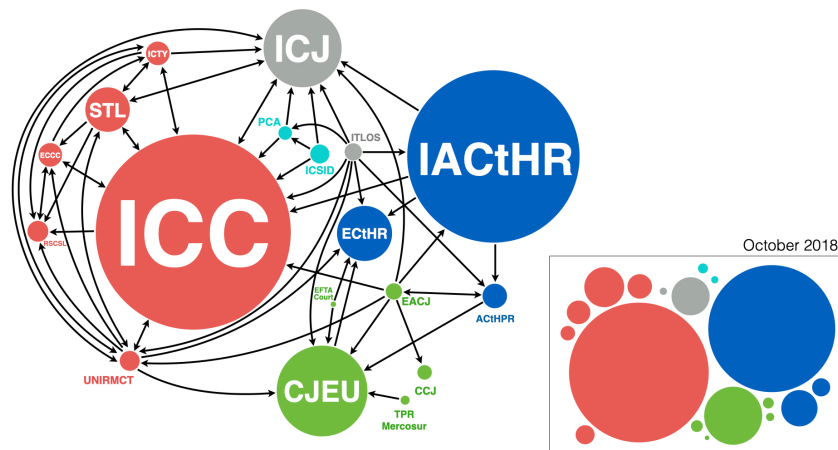 ICTY
ICJ
STL
PCA
ITLOS
ECCC
ICSID
IACtHR
ICC
RSCSL
ECtHR
October 2018
EFTA
Court
EACJ
ACtHPR
UNIRMCT
CJEU
CCJ
TPR
Mercosur